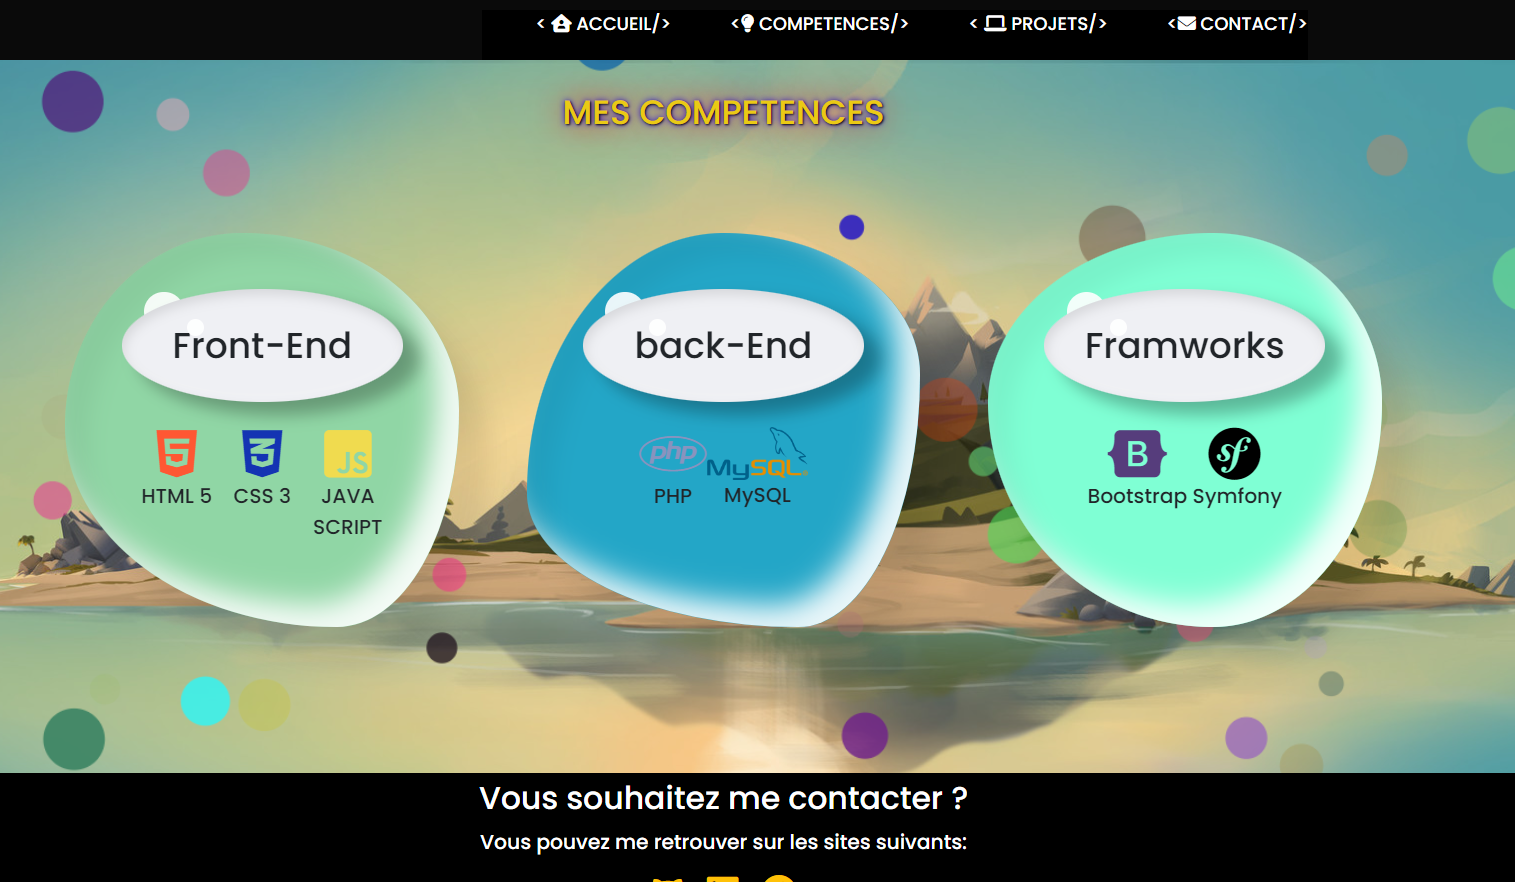 < ACCUEIL/> < COMPETENCES/> < PROJETS/> < CONTACT/>
MES COMPETENCES
Front-End
back-End
Framworks
5
3
JS
php
MySQL
B
sf
HTML 5
CSS 3
JAVA
SCRIPT
PHP
MySQL
Bootstrap
Symfony
Vous souhaitez me contacter ?
Vous pouvez me retrouver sur les sites suivants: